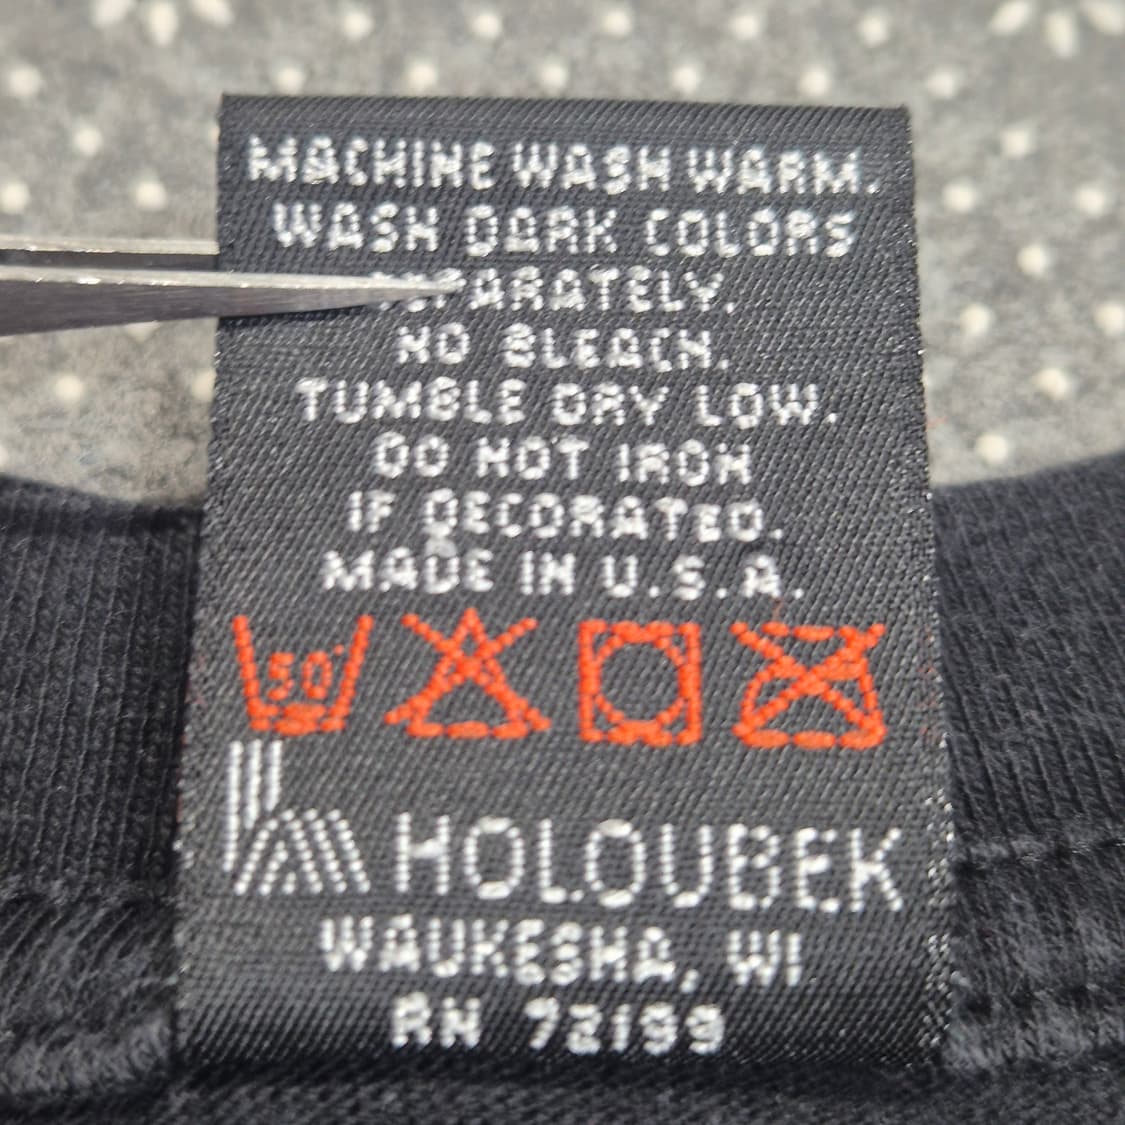 MACHINE WASH WARM.
WASH DARK COLORS
SEPARATELY.
NO BLEACH.
TUMBLE DRY LOW.
DO NOT IRON
IF DECORATED.
MADE IN U.S.A.
50°
HOLOUBEK
WAUKESHA, WI
RN 72199